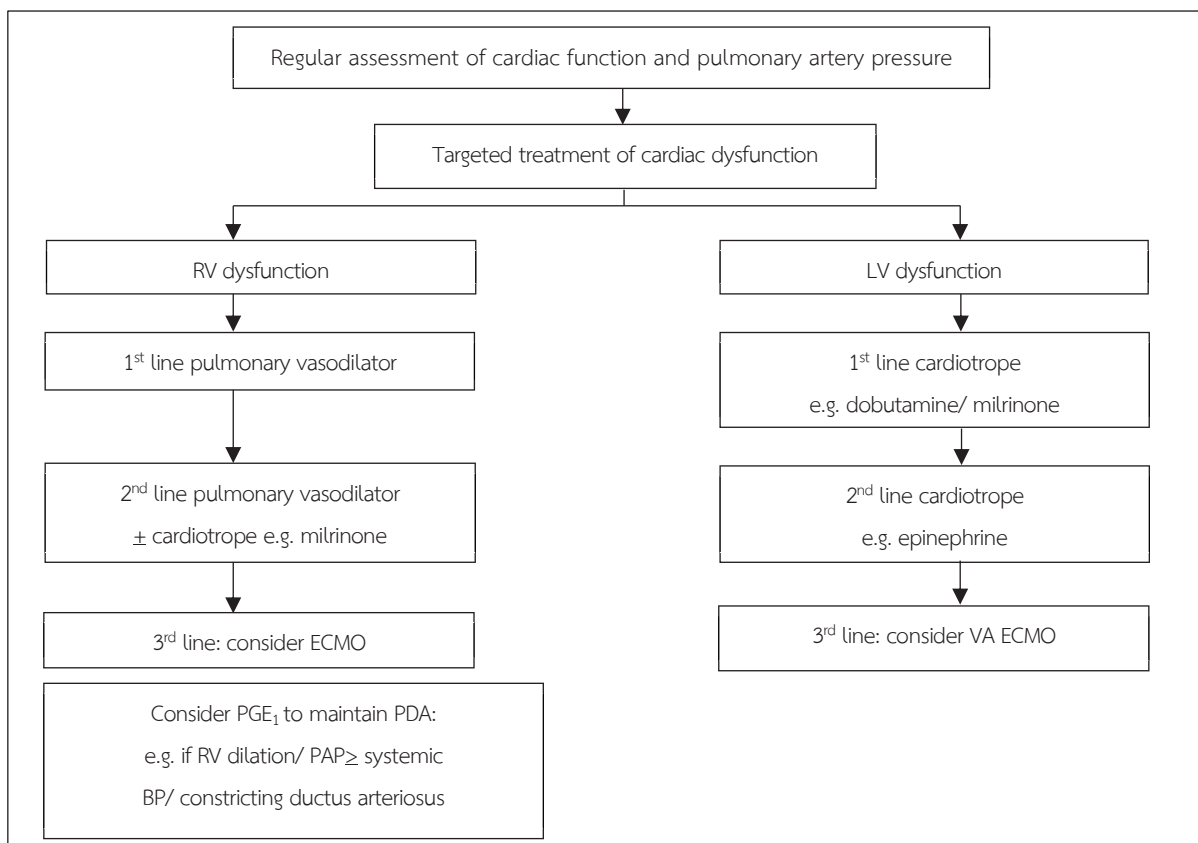 Regular assessment of cardiac function and pulmonary artery pressure
Targeted treatment of cardiac dysfunction
RV dysfunction
LV dysfunction
1st line pulmonary vasodilator
1st line cardiotrope
e.g. dobutamine/ milrinone
2nd line pulmonary vasodilator
± cardiotrope e.g. milrinone
2nd line cardiotrope
e.g. epinephrine
3rd line: consider ECMO
3rd line: consider VA ECMO
Consider PGE₁ to maintain PDA:
e.g. if RV dilation/ PAP≥ systemic
BP/ constricting ductus arteriosus